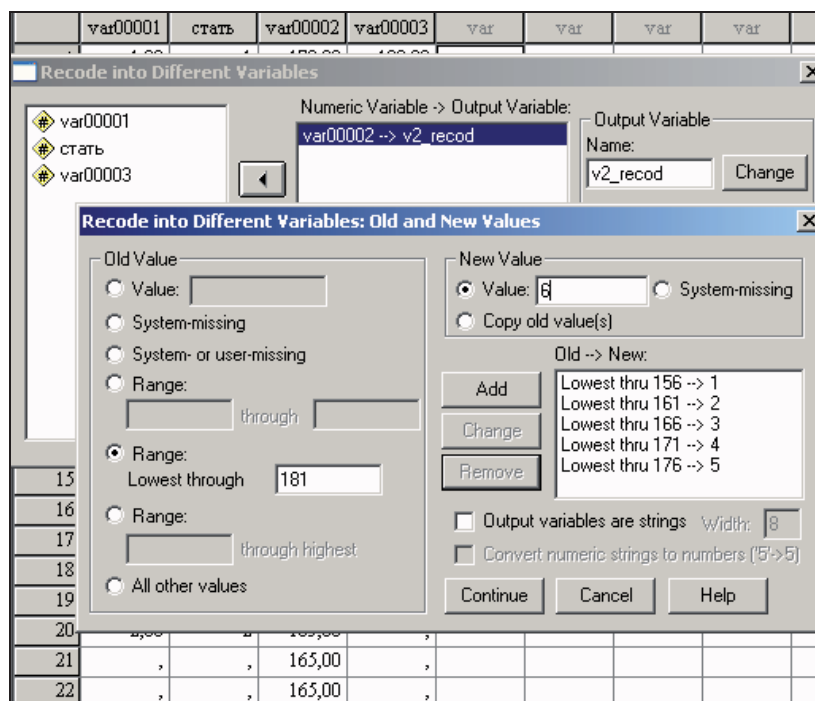 var00001 стать var00002 var00003 var var var var
Recode into Different Variables
Numeric Variable -> Output Variable:
var00001
стать
var00003
var00002 --> v2_recod
Output Variable
Name:
v2_recod Change
Recode into Different Variables: Old and New Values
Old Value
Value:
System-missing
System- or user-missing
Range:
through
Range:
Lowest through 181
Range:
through highest
All other values
New Value
Value: 6 System-missing
Copy old value(s)
Old --> New:
Add
Change
Remove
Lowest thru 156 --> 1
Lowest thru 161 --> 2
Lowest thru 166 --> 3
Lowest thru 171 --> 4
Lowest thru 176 --> 5
Output variables are strings Width: 8
Convert numeric strings to numbers ('5'->5)
Continue Cancel Help
15
16
17
18
19
20
21 , , 165,00 ,
22 , , 165,00 ,